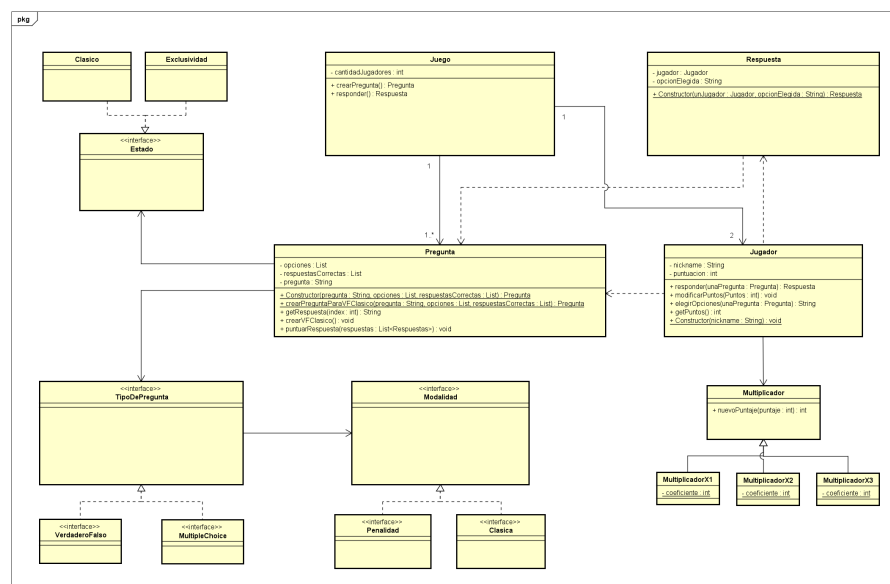 pkg
Clasico
Exclusividad
Juego
- cantidadJugadores : int
+ crearPregunta() : Pregunta
+ responder() : Respuesta
Respuesta
- jugador : Jugador
- opcionElegida : String
+ Constructor(unJugador : Jugador, opcionElegida : String) : Respuesta
<<interface>>
Estado
1
1
1..*
2
Pregunta
- opciones : List
- respuestasCorrectas : List
- pregunta : String
+ Constructor(pregunta : String, opciones : List, respuestasCorrectas : List) : Pregunta
+ crearPreguntaParaVFClasico(pregunta : String, opciones : List, respuestasCorrectas : List) : Pregunta
+ getRespuesta(index : int) : String
+ crearVFClasico() : void
+ puntuarRespuesta(respuestas : List<Respuestas>) : void
Jugador
- nickname : String
- puntuacion : int
+ responder(unaPregunta : Pregunta) : Respuesta
+ modificarPuntos(Puntos : int) : void
+ elegirOpciones(unaPregunta : Pregunta) : String
+ getPuntos() : int
+ Constructor(nickname : String) : void
<<interface>>
TipoDePregunta
<<interface>>
Modalidad
Multiplicador
+ nuevoPuntaje(puntaje : int) : int
MultiplicadorX1
- coeficiente : int
MultiplicadorX2
- coeficiente : int
MultiplicadorX3
- coeficiente : int
<<interface>>
VerdaderoFalso
<<interface>>
MultipleChoice
<<interface>>
Penalidad
<<interface>>
Clasica